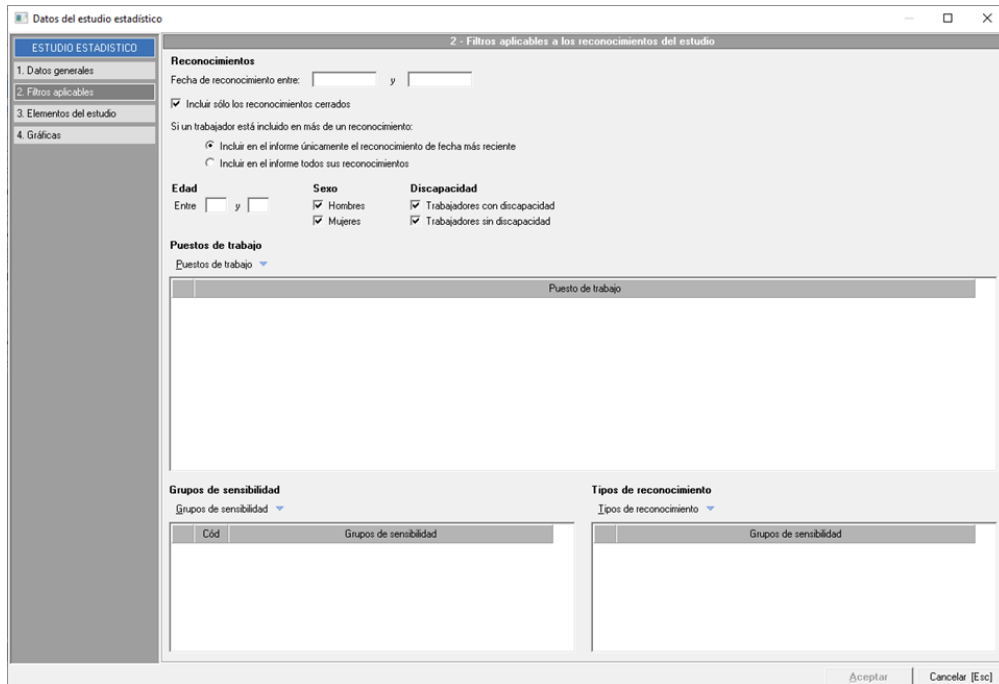 Datos del estudio estadístico
ESTUDIO ESTADISTICO
1. Datos generales
2. Filtros aplicables
3. Elementos del estudio
4. Gráficas
2 - Filtros aplicables a los reconocimientos del estudio
Reconocimientos
Fecha de reconocimiento entre: y
Incluir sólo los reconocimientos cerrados
Si un trabajador está incluido en más de un reconocimiento:
Incluir en el informe únicamente el reconocimiento de fecha más reciente
Incluir en el informe todos sus reconocimientos
Edad Sexo Discapacidad
Entre y Hombres Trabajadores con discapacidad
Mujeres Trabajadores sin discapacidad
Puestos de trabajo
Puestos de trabajo
Puesto de trabajo
Grupos de sensibilidad
Grupos de sensibilidad
Cód Grupos de sensibilidad
Tipos de reconocimiento
Tipos de reconocimiento
Grupos de sensibilidad
Aceptar Cancelar [Esc]